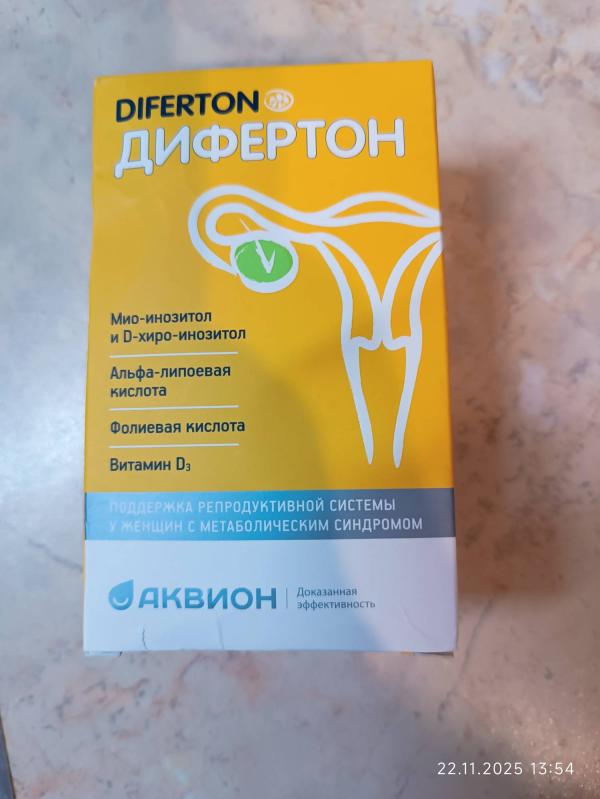 DIFERTON
ДИФЕРТОН
Мио-инозитол
и D-хиро-инозитол
Альфа-липоевая
кислота
Фолиевая кислота
Витамин D₃
ПОДДЕРЖКА РЕПРОДУКТИВНОЙ СИСТЕМЫ
У ЖЕНЩИН С МЕТАБОЛИЧЕСКИМ СИНДРОМОМ
АКВИОН
Доказанная
эффективность
22.11.2025 13:54